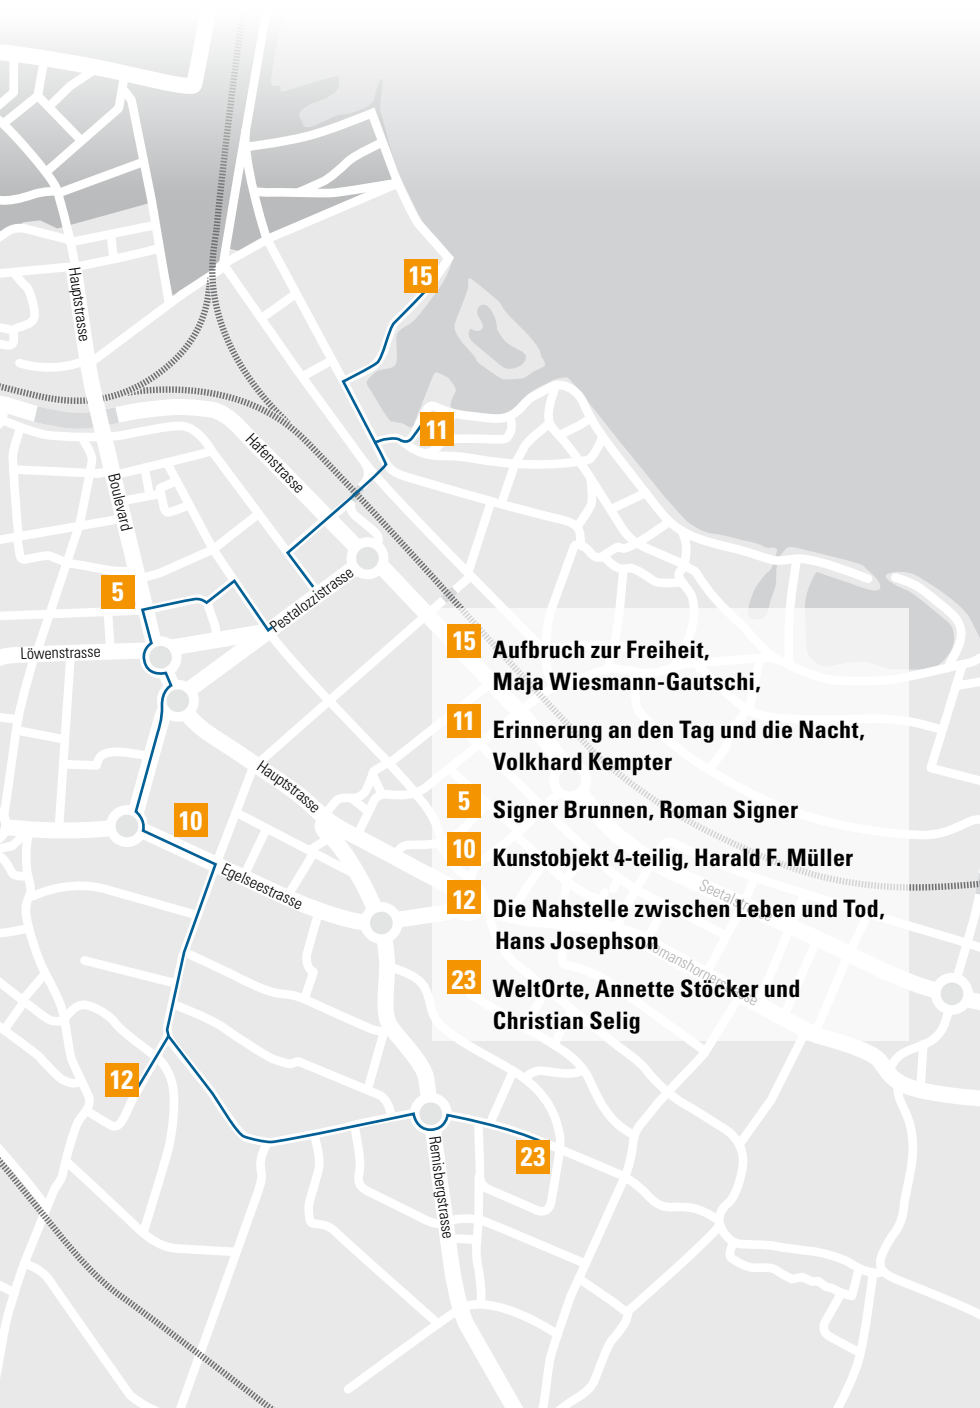 Hauptstrasse
15
11
Hafenstrasse
Boulevard
5
Pestalozzistrasse
Löwenstrasse
15 Aufbruch zur Freiheit,
Maja Wiesmann-Gautschi,
11 Erinnerung an den Tag und die Nacht,
Volkhard Kempter
5 Signer Brunnen, Roman Signer
10 Kunstobjekt 4-teilig, Harald F. Müller
12 Die Nahstelle zwischen Leben und Tod,
Hans Josephson
23 WeltOrte, Annette Stöcker und
Christian Selig
Hauptstrasse
10
Egelseestrasse
12
23
Remisbergstrasse